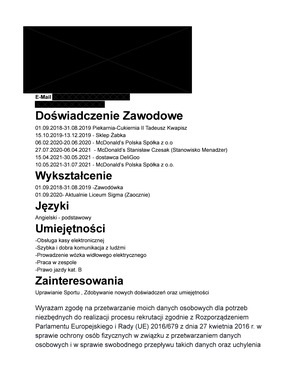 E-Mail
Doświadczenie Zawodowe
01.09.2018-31.08.2019 Piekarnia-Cukiernia II Tadeusz Kwapisz
15.10.2019-13.12.2019 - Sklep Żabka
06.02.2020-20.06.2020 - McDonald's Polska Spółka z o.o
27.07.2020-06.04.2021 - McDonald's Stanisław Czesak (Stanowisko Menadżer)
15.04.2021-30.05.2021 - dostawca DeliGoo
10.05.2021-31.07.2021 - McDonald's Polska Spółka z o.o.
Wykształcenie
01.09.2018-31.08.2019 -Zawodówka
01.09.2020- Aktualnie Liceum Sigma (Zaocznie)
Języki
Angielski - podstawowy
Umiejętności
-Obsługa kasy elektronicznej
-Szybka i dobra komunikacja z ludźmi
-Prowadzenie wózka widłowego elektrycznego
-Praca w zespole
-Prawo jazdy kat. B
Zainteresowania
Uprawianie Sportu , Zdobywanie nowych doświadczeń oraz umiejętności
Wyrażam zgodę na przetwarzanie moich danych osobowych dla potrzeb
niezbędnych do realizacji procesu rekrutacji zgodnie z Rozporządzeniem
Parlamentu Europejskiego i Rady (UE) 2016/679 z dnia 27 kwietnia 2016 r. w
sprawie ochrony osób fizycznych w związku z przetwarzaniem danych
osobowych i w sprawie swobodnego przepływu takich danych oraz uchylenia